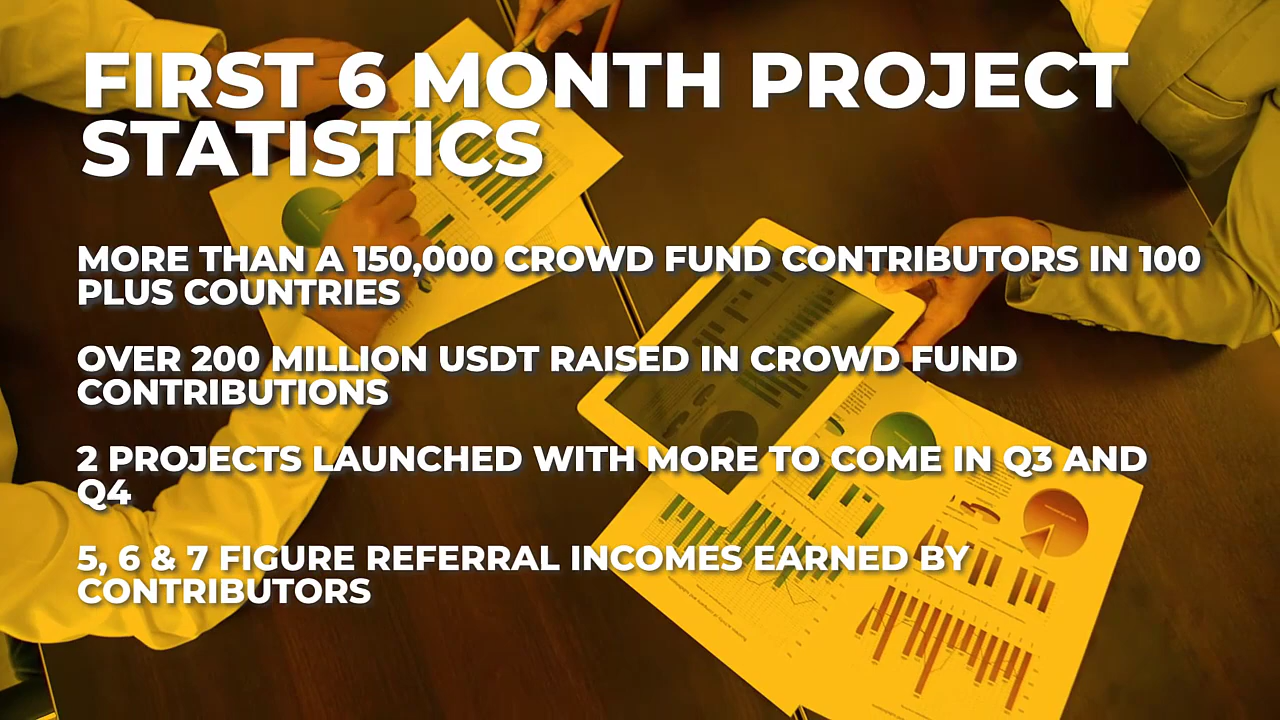 FIRST 6 MONTH PROJECT
STATISTICS
MORE THAN A 150,000 CROWD FUND CONTRIBUTORS IN 100
PLUS COUNTRIES
OVER 200 MILLION USDT RAISED IN CROWD FUND
CONTRIBUTIONS
2 PROJECTS LAUNCHED WITH MORE TO COME IN Q3 AND
Q4
5, 6 & 7 FIGURE REFERRAL INCOMES EARNED BY
CONTRIBUTORS